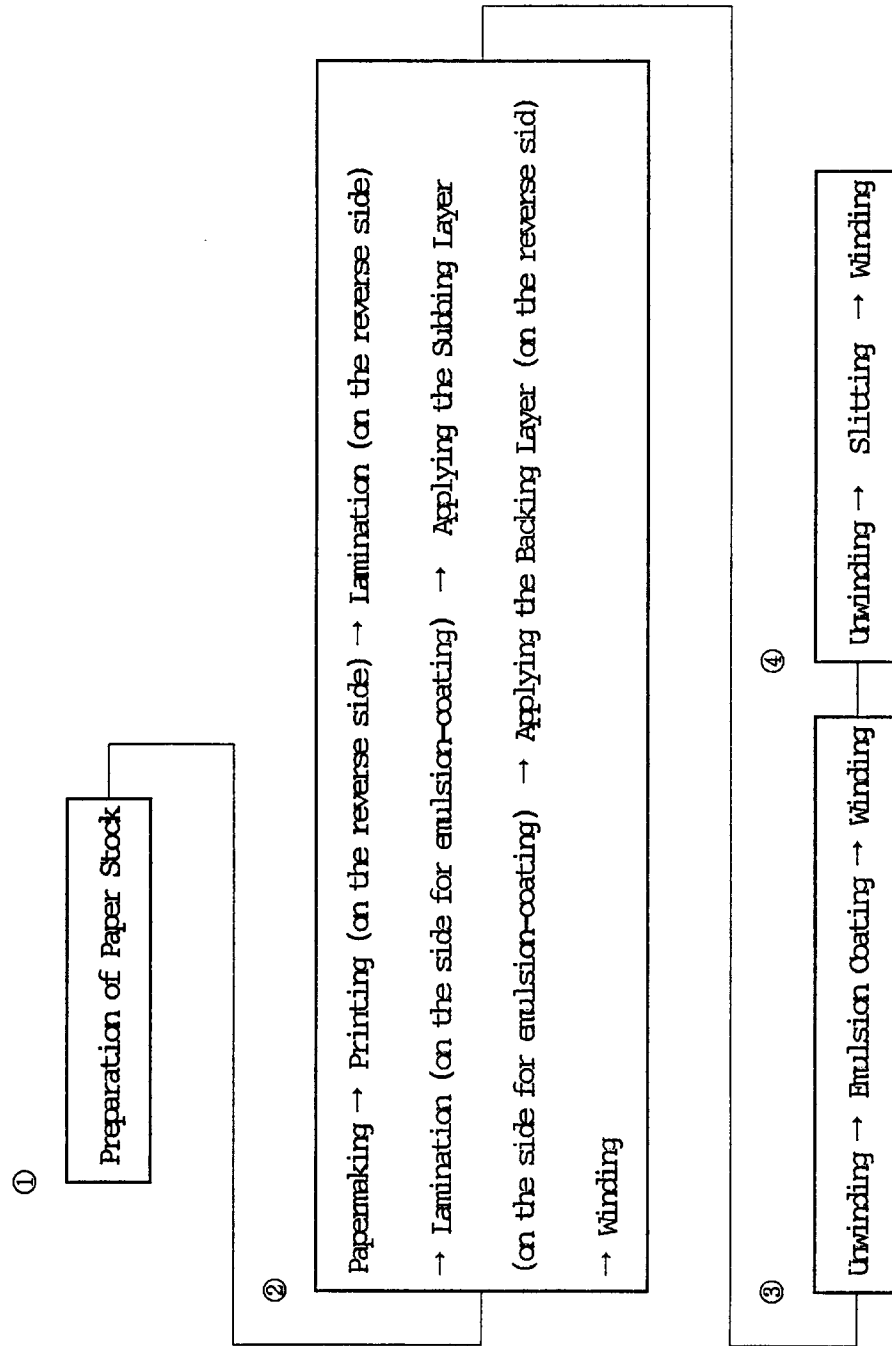 ①
Preparation of Paper Stock
②
Papermaking → Printing (on the reverse side) → Lamination (on the reverse side)
→ Lamination (on the side for emulsion-coating) → Applying the Subbing Layer
(on the side for emulsion-coating) → Applying the Backing Layer (on the reverse sid)
→ Winding
③
Unwinding → Emulsion Coating → Winding
④
Unwinding → Slitting → Winding